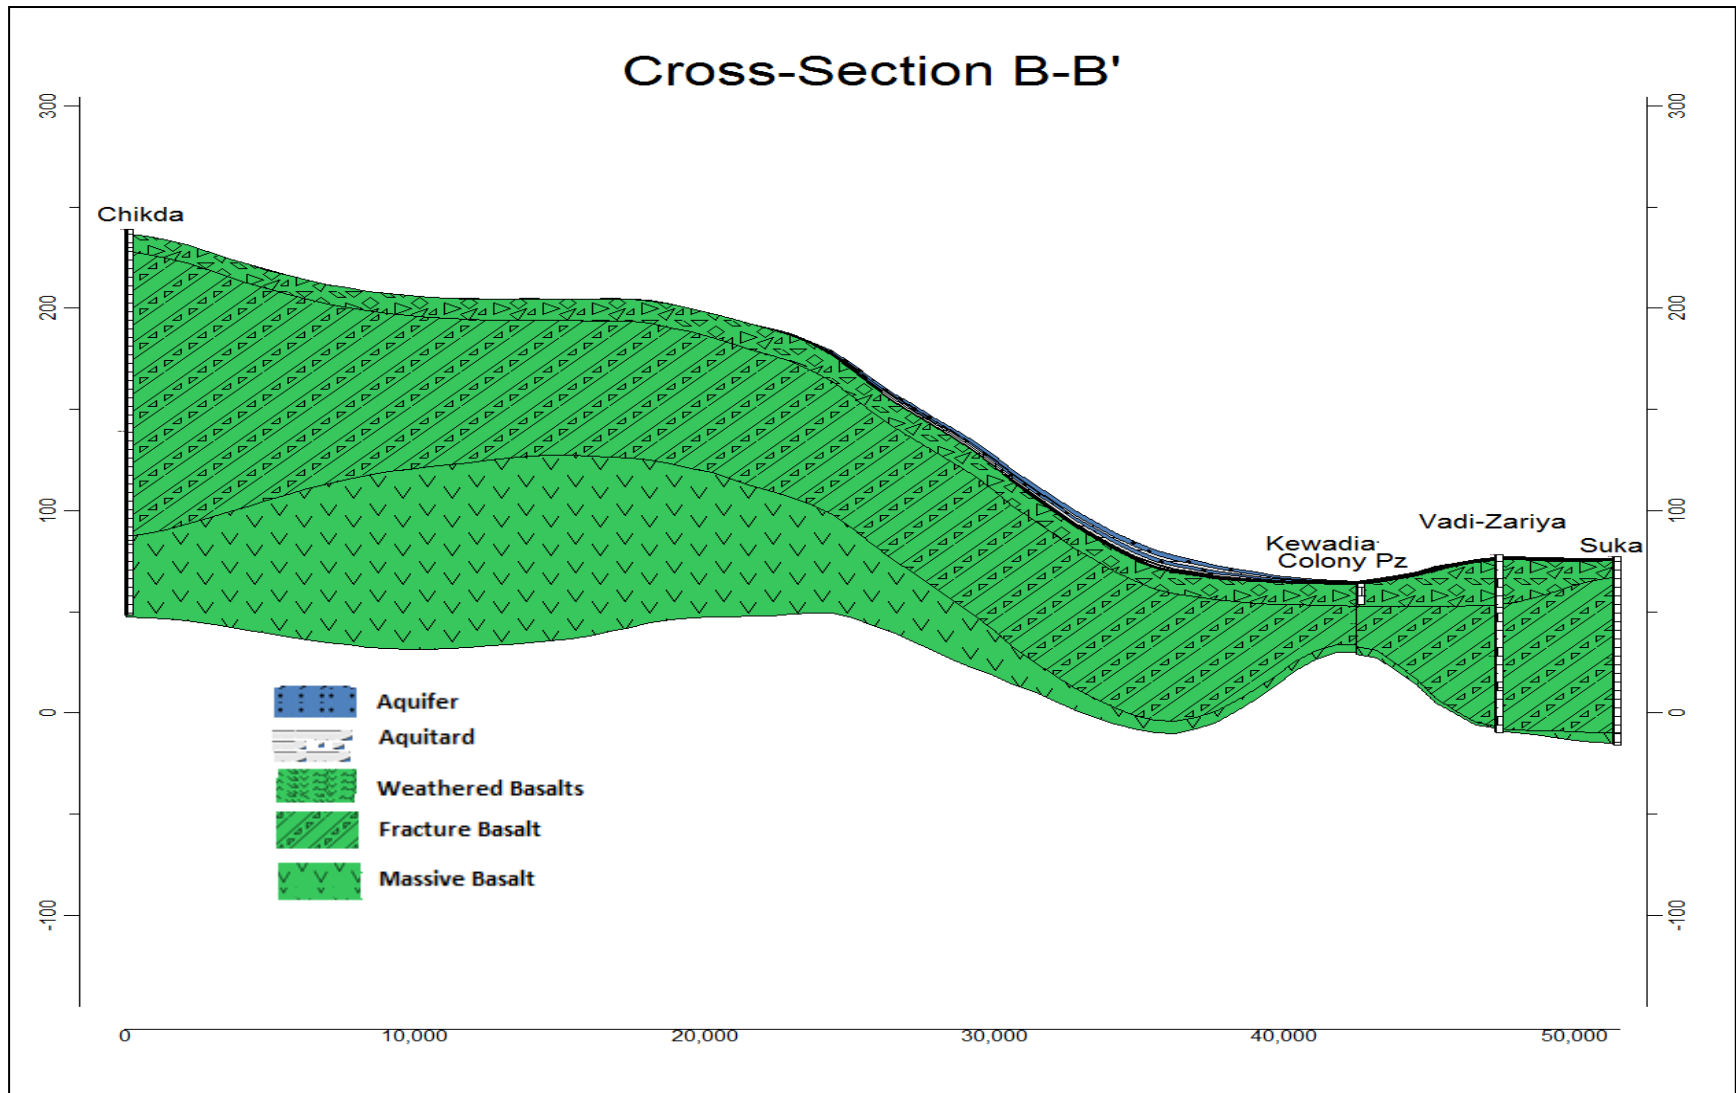 Cross-Section B-B'
300
200
100
0
-100
300
200
100
0
-100
Chikda
Kewadia
Colony Pz
Vadi-Zariya
Suka
Aquifer
Aquitard
Weathered Basalts
Fracture Basalt
Massive Basalt
0 10,000 20,000 30,000 40,000 50,000